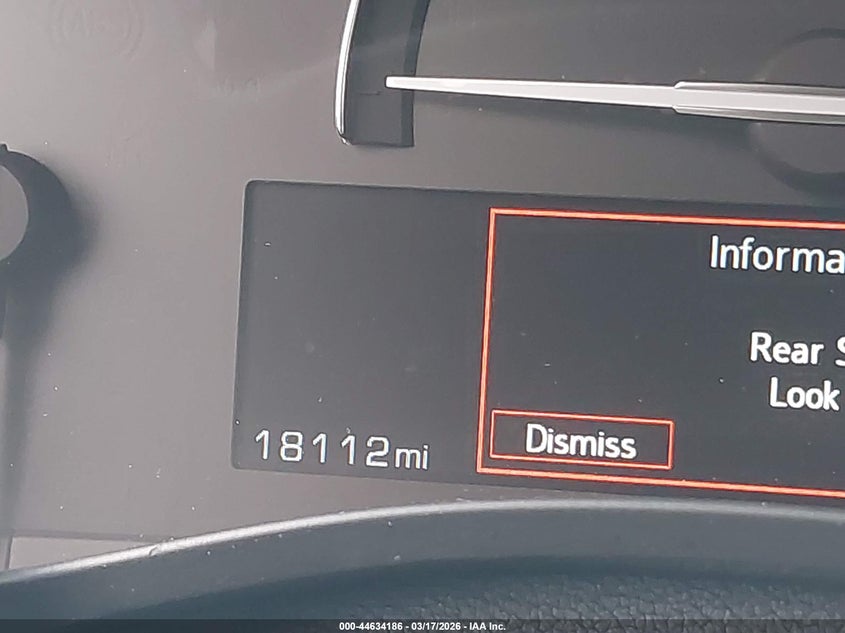 Informa
Rear S
Look
Dismiss
18112mi
000-44634186 - 03/17/2026 - IAA Inc.